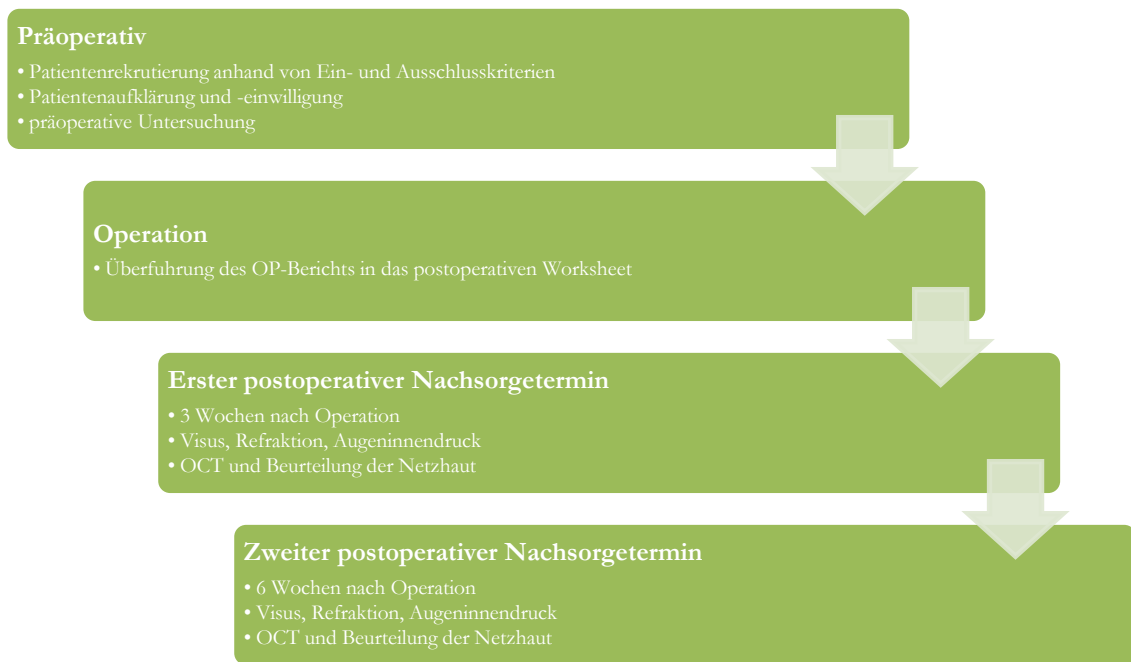 Präoperativ
• Patientenrekrutierung anhand von Ein- und Ausschlusskriterien
• Patientenaufklärung und -einwilligung
• präoperative Untersuchung
Operation
• Überfuhrung des OP-Berichts in das postoperativen Worksheet
Erster postoperativer Nachsorgetermin
• 3 Wochen nach Operation
• Visus, Refraktion, Augeninnendruck
• OCT und Beurteilung der Netzhaut
Zweiter postoperativer Nachsorgetermin
• 6 Wochen nach Operation
• Visus, Refraktion, Augeninnendruck
• OCT und Beurteilung der Netzhaut